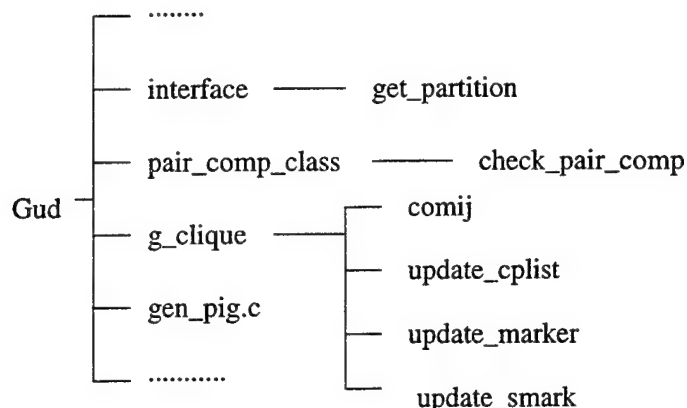 ........
interface get_partition
pair_comp_class check_pair_comp
comij
Gud
g_clique
update_cplist
gen_pig.c
update_marker
............
update_smark